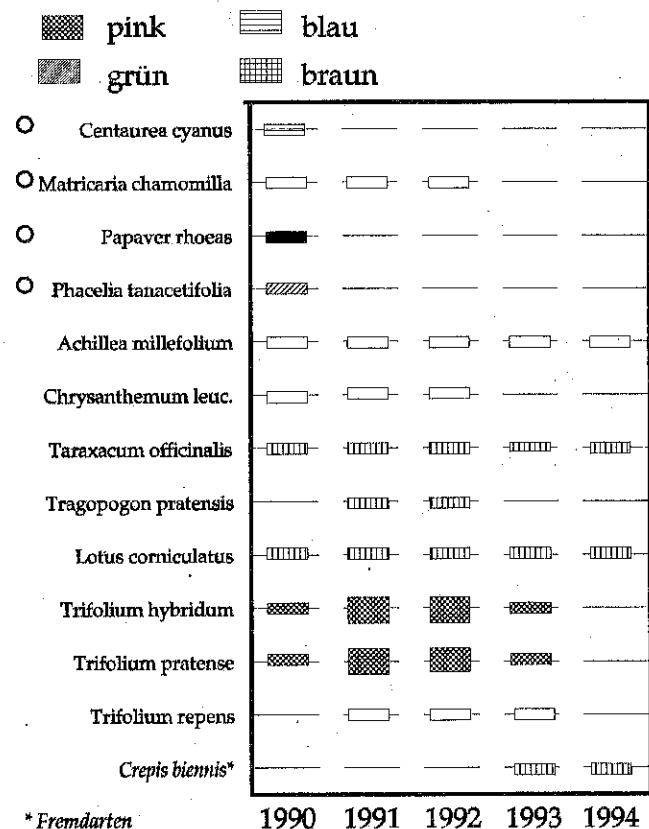 pink blau
grün braun
Centaurea cyanus
Matricaria chamomilla
Papaver rhoeas
Phacelia tanacetifolia
Achillea millefolium
Chrysanthemum leuc.
Taraxacum officinalis
Tragopogon pratensis
Lotus corniculatus
Trifolium hybridum
Trifolium pratense
Trifolium repens
Crepis biennis*
* Fremdarten 1990 1991 1992 1993 1994